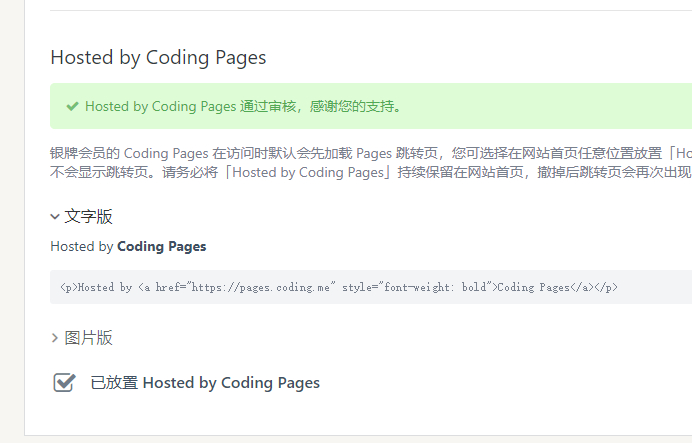 Hosted by Coding Pages
Hosted by Coding Pages 通过审核，感谢您的支持。
银牌会员的 Coding Pages 在访问时默认会先加载 Pages 跳转页，您可选择在网站首页任意位置放置「Ho
不会显示跳转页。请务必将「Hosted by Coding Pages」持续保留在网站首页，撤掉后跳转页会再次出现
文字版
Hosted by Coding Pages
<p>Hosted by <a href="https://pages.coding.me" style="font-weight: bold">Coding Pages</a></p>
图片版
已放置 Hosted by Coding Pages